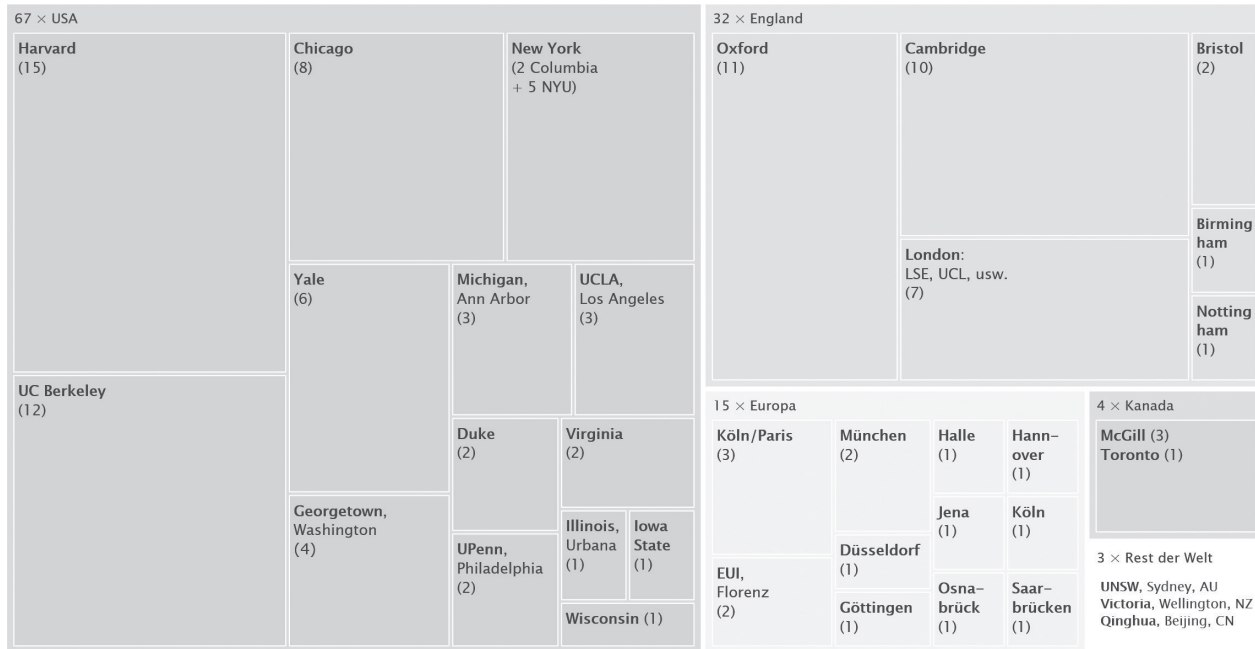 67 × USA
Harvard
(15)
Chicago
(8)
New York
(2 Columbia
+ 5 NYU)
UC Berkeley
(12)
Yale
(6)
Michigan,
Ann Arbor
(3)
UCLA,
Los Angeles
(3)
Georgetown,
Washington
(4)
Duke
(2)
Virginia
(2)
UPenn,
Philadelphia
(2)
Illinois,
Urbana
(1)
Iowa
State
(1)
Wisconsin (1)
32 × England
Oxford
(11)
Cambridge
(10)
Bristol
(2)
London:
LSE, UCL, usw.
(7)
Birming
ham
(1)
Notting
ham
(1)
15 × Europa
Köln/Paris
(3)
München
(2)
Halle
(1)
Hann-
over
(1)
EUI,
Florenz
(2)
Düsseldorf
(1)
Göttingen
(1)
Jena
(1)
Köln
(1)
Osna-
brück
(1)
Saar-
brücken
(1)
4 × Kanada
McGill (3)
Toronto (1)
3 × Rest der Welt
UNSW, Sydney, AU
Victoria, Wellington, NZ
Qinghua, Beijing, CN